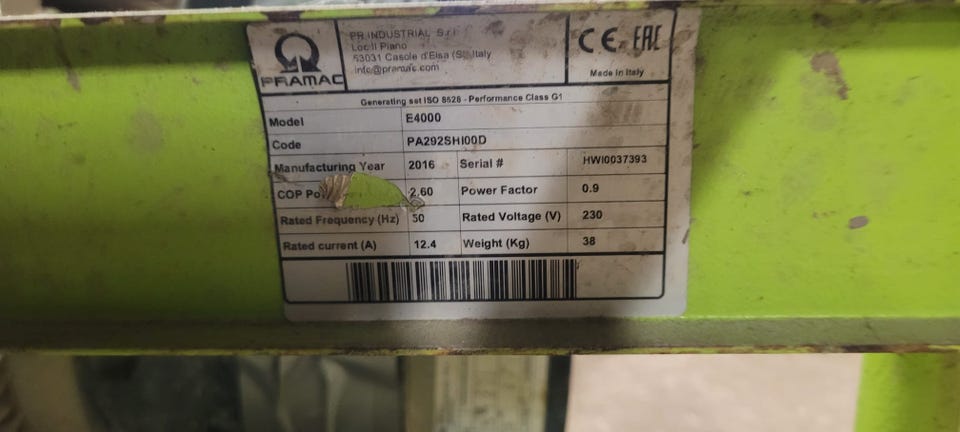 PRAMAC
PR INDUSTRIAL S.r.l
Loc.Il Piano
53031 Casole d'Elsa (SI) Italy
info@pramac.com
CE EAC
Made in Italy
Generating set ISO 8528 - Performance Class G1
Model E4000
Code PA292SHI00D
Manufacturing Year 2016 Serial # HWI0037393
COP 2.60 Power Factor 0.9
Rated Frequency (Hz) 50 Rated Voltage (V) 230
Rated current (A) 12.4 Weight (Kg) 38